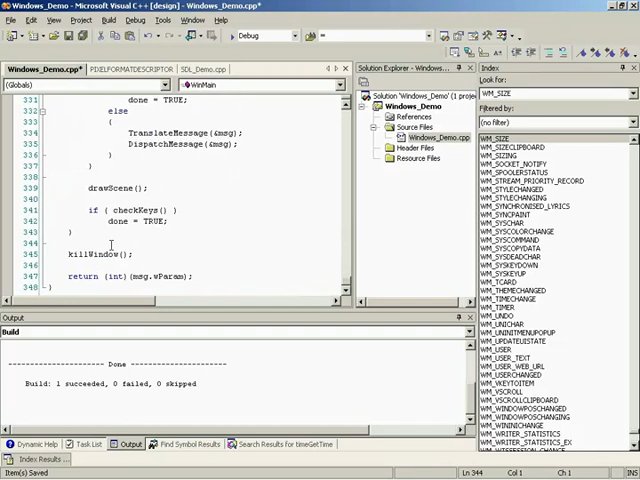 Windows_Demo - Microsoft Visual C++ [design] - Windows_Demo.cpp*
File Edit View Project Build Debug Tools Window Help
Debug
Windows_Demo.cpp* PIXELFORMATDESCRIPTOR SDL_Demo.cpp
(Globals) WinMain
331 done = TRUE;
332 else
333 {
334 TranslateMessage(&msg);
335 DispatchMessage(&msg);
336 }
337 }
338
339 drawScene();
340
341 if ( checkKeys() )
342 done = TRUE;
343 }
344
345 killWindow();
346
347 return (int)(msg.wParam);
348 }
Solution Explorer - Windows_...
Solution 'Windows_Demo' (1 projec
Windows_Demo
References
Source Files
Windows_Demo.cpp
Header Files
Resource Files
Index
Look for:
WM_SIZE
Filtered by:
(no filter)
WM_SIZE
WM_SIZECLIPBOARD
WM_SIZING
WM_SOCKET_NOTIFY
WM_SPOOLERSTATUS
WM_STREAM_PRIORITY_RECORD
WM_STYLECHANGED
WM_STYLECHANGING
WM_SYNCHRONISED_LYRICS
WM_SYNCPAINT
WM_SYSCHAR
WM_SYSCOLORCHANGE
WM_SYSCOMMAND
WM_SYSCOPYDATA
WM_SYSDEADCHAR
WM_SYSKEYDOWN
WM_SYSKEYUP
WM_TCARD
WM_THEMECHANGED
WM_TIMECHANGE
WM_TIMER
WM_UNDO
WM_UNICHAR
WM_UNINITMENUPOPUP
WM_UPDATEUISTATE
WM_USER
WM_USER_TEXT
WM_USER_WEB_URL
WM_USERCHANGED
WM_VKEYTOITEM
WM_VSCROLL
WM_VSCROLLCLIPBOARD
WM_WINDOWPOSCHANGED
WM_WINDOWPOSCHANGING
WM_WININICHANGE
WM_WRITER_STATISTICS
WM_WRITER_STATISTICS_EX
Output
Build
---------------------- Done ----------------------
Build: 1 succeeded, 0 failed, 0 skipped
Dynamic Help Task List Output Find Symbol Results Search Results for timeGetTime
Index Results ...
Item(s) Saved Ln 344 Col 1 Ch 1 INS